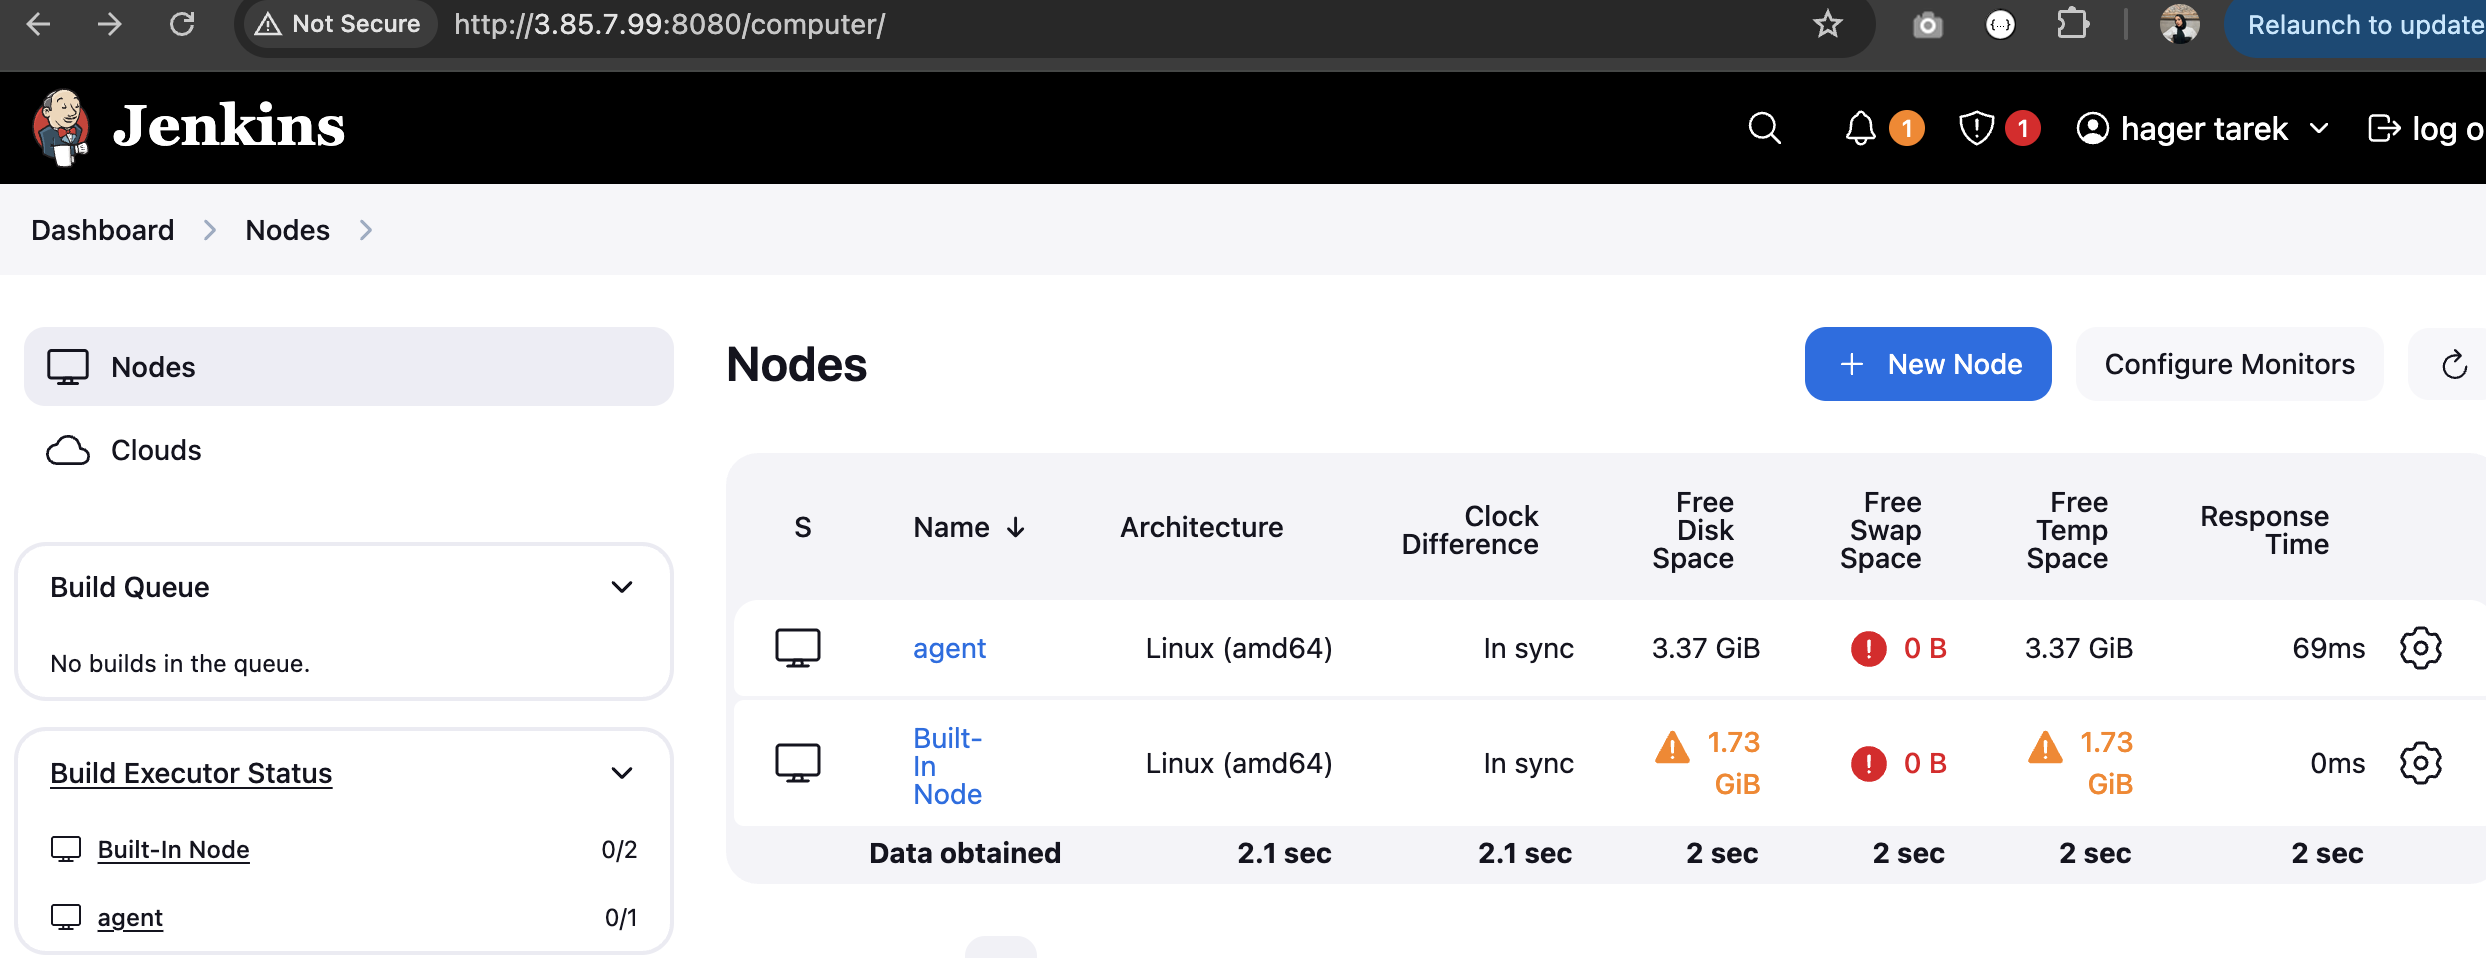 Not Secure http://3.85.7.99:8080/computer/ {...} Relaunch to update
Jenkins 1 1 hager tarek log o
Dashboard Nodes
Nodes
Clouds
Build Queue
No builds in the queue.
Build Executor Status
Built-In Node 0/2
agent 0/1
Nodes
+ New Node Configure Monitors
S Name ↓ Architecture Clock Difference Free Disk Space Free Swap Space Free Temp Space Response Time
agent Linux (amd64) In sync 3.37 GiB 0 B 3.37 GiB 69ms
Built-In Node Linux (amd64) In sync 1.73 GiB 0 B 1.73 GiB 0ms
Data obtained 2.1 sec 2.1 sec 2 sec 2 sec 2 sec 2 sec